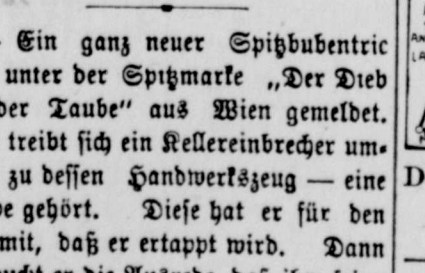 Ein ganz neuer Spitzbubentric
unter der Spitzmarke „Der Dieb
der Taube" aus Wien gemeldet.
treibt sich ein Kellereinbrecher um-
zu dessen Handwerkszeug — eine
gehört. Diese hat er für den
mit, daß er ertappt wird. Dann
D